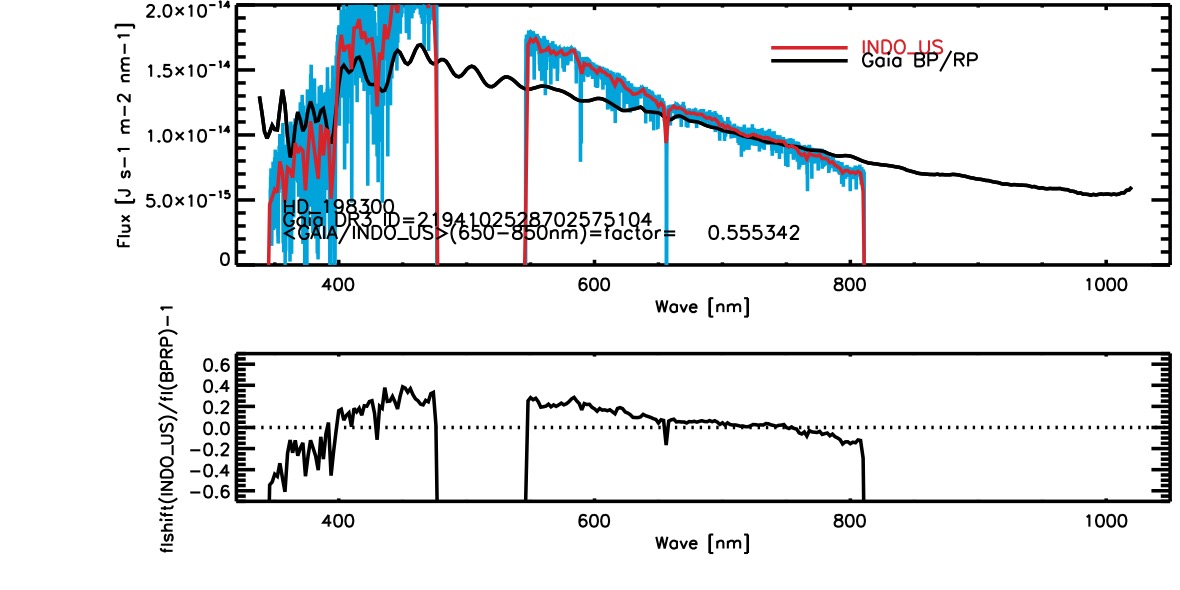 2.0×10⁻¹⁴
1.5×10⁻¹⁴
1.0×10⁻¹⁴
5.0×10⁻¹⁵
0
Flux [J s−1 m−2 nm−1]
INDO_US
Gaia BP/RP
HD_198300
Gaia DR3 ID=2194102528702575104
<GAIA/INDO_US>(650−850nm)=factor= 0.555342
400 600 800 1000
Wave [nm]
0.6
0.4
0.2
0.0
−0.2
−0.4
−0.6
flshift(INDO_US)/fl(BPRP)−1
400 600 800 1000
Wave [nm]